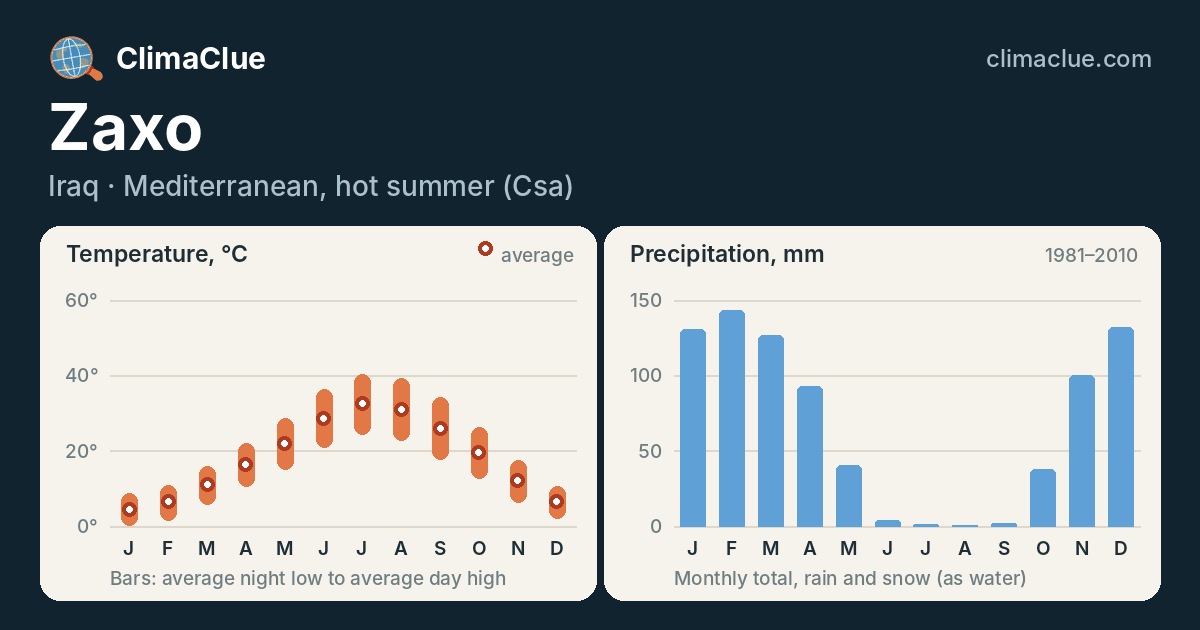 ClimaClue
climaclue.com
Zaxo
Iraq · Mediterranean, hot summer (Csa)
Temperature, °C
average
60°
40°
20°
0°
J F M A M J J A S O N D
Bars: average night low to average day high
Precipitation, mm
1981–2010
150
100
50
0
J F M A M J J A S O N D
Monthly total, rain and snow (as water)